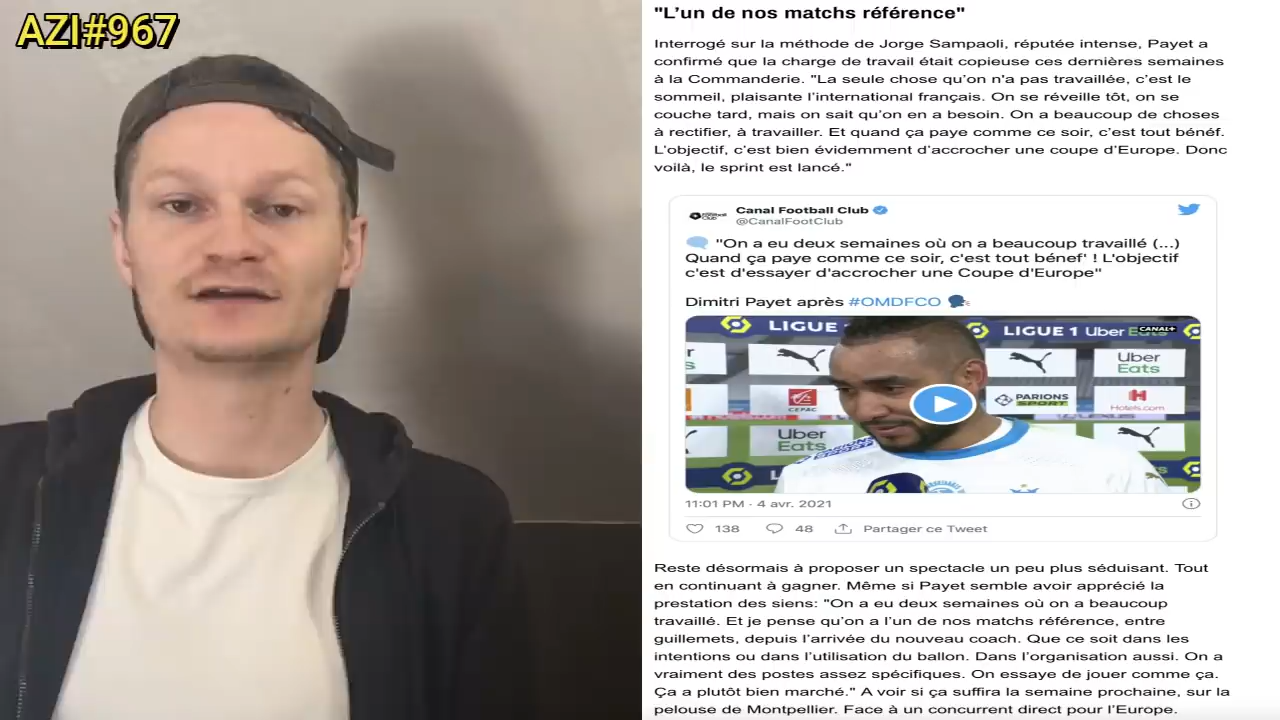 AZI#967
"L’un de nos matchs référence"
Interrogé sur la méthode de Jorge Sampaoli, réputée intense, Payet a
confirmé que la charge de travail était copieuse ces dernières semaines
à la Commanderie. "La seule chose qu’on n'a pas travaillée, c’est le
sommeil, plaisante l’international français. On se réveille tôt, on se
couche tard, mais on sait qu’on en a besoin. On a beaucoup de choses
à rectifier, à travailler. Et quand ça paye comme ce soir, c’est tout bénéf.
L’objectif, c’est bien évidemment d’accrocher une coupe d’Europe. Donc
voilà, le sprint est lancé."
Canal Football Club
@CanalFootClub
"On a eu deux semaines où on a beaucoup travaillé (...)
Quand ça paye comme ce soir, c'est tout bénef' ! L'objectif
c'est d'essayer d'accrocher une Coupe d'Europe"
Dimitri Payet après #OMDFCO
LIGUE 1
LIGUE 1 Uber Eats
CANAL+
Uber
Eats
CEPAC
PARIONS
SPORT
Hotels.com
Uber
Eats
11:01 PM · 4 avr. 2021
138 48 Partager ce Tweet
Reste désormais à proposer un spectacle un peu plus séduisant. Tout
en continuant à gagner. Même si Payet semble avoir apprécié la
prestation des siens: "On a eu deux semaines où on a beaucoup
travaillé. Et je pense qu’on a l’un de nos matchs référence, entre
guillemets, depuis l’arrivée du nouveau coach. Que ce soit dans les
intentions ou dans l’utilisation du ballon. Dans l’organisation aussi. On a
vraiment des postes assez spécifiques. On essaye de jouer comme ça.
Ça a plutôt bien marché." A voir si ça suffira la semaine prochaine, sur la
pelouse de Montpellier. Face à un concurrent direct pour l’Europe.